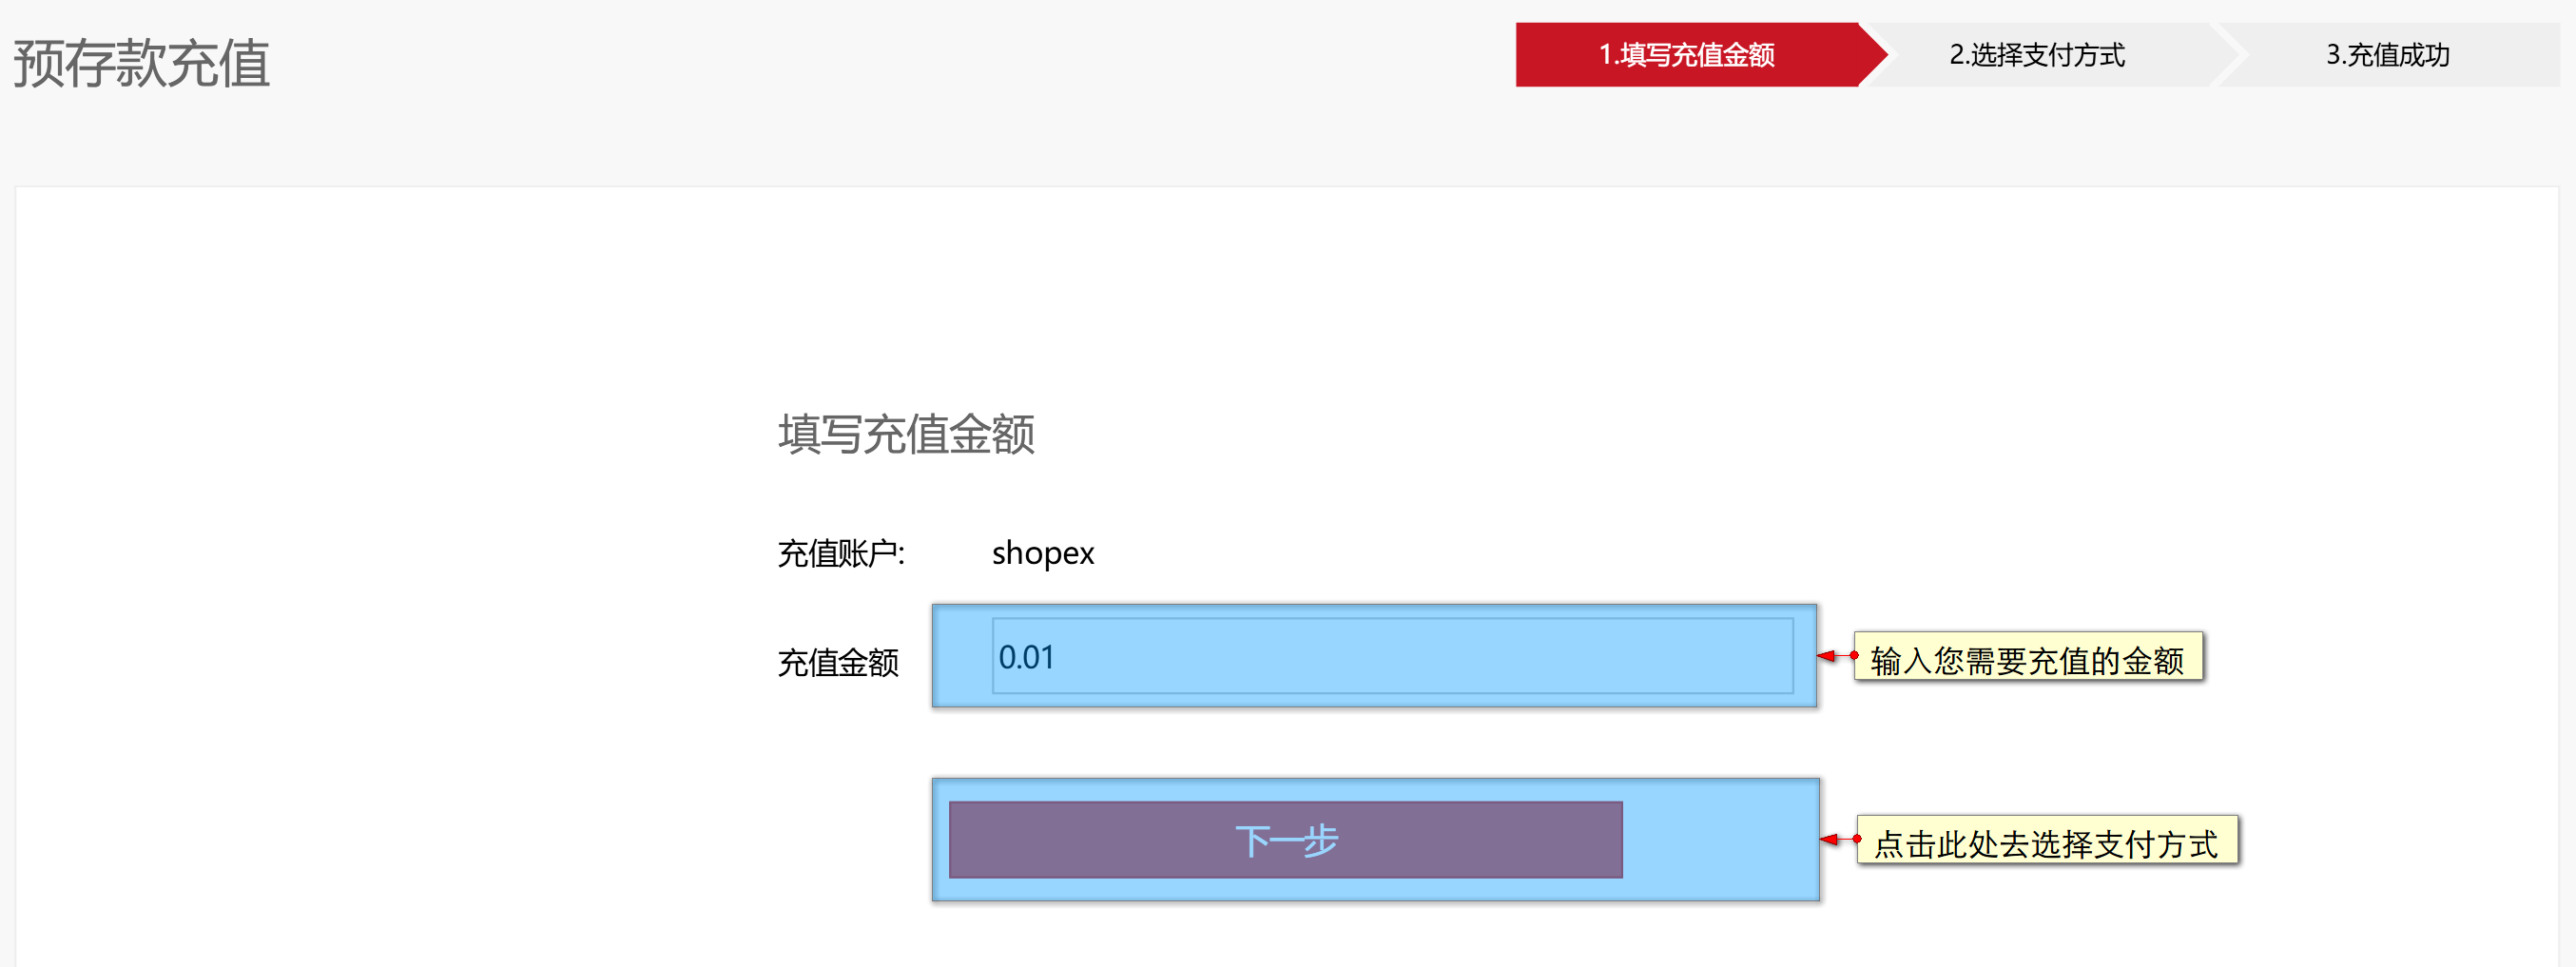 预存款充值
1.填写充值金额
2.选择支付方式
3.充值成功
填写充值金额
充值账户: shopex
充值金额 0.01
输入您需要充值的金额
下一步
点击此处去选择支付方式